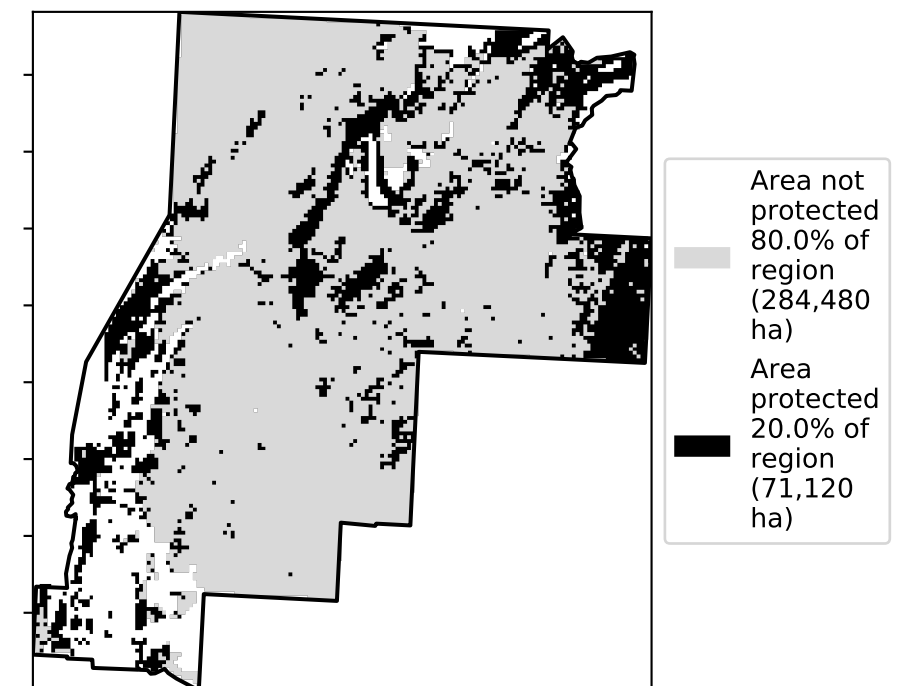 Area not
protected
80.0% of
region
(284,480
ha)
Area
protected
20.0% of
region
(71,120
ha)